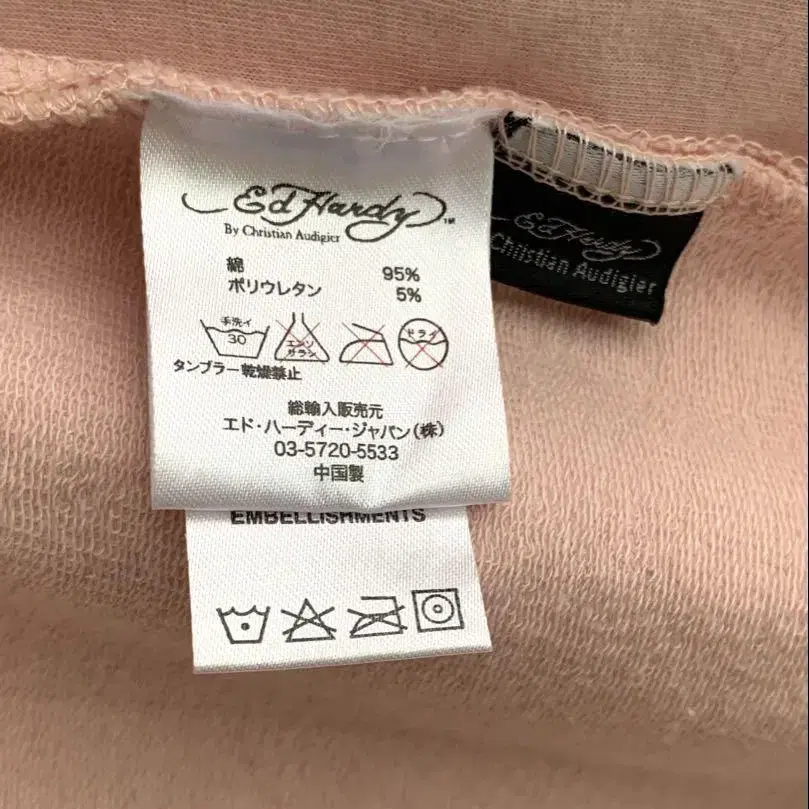 Ed Hardy ™
By Christian Audigier
綿 95%
ポリウレタン 5%
手洗イ 30 エンソサラシ ドライ
タンブラー乾燥禁止
総輸入販売元
エド・ハーディー・ジャパン(株)
03-5720-5533
中国製
EMBELLISHMENTS
Ed Hardy
Christian Audigier